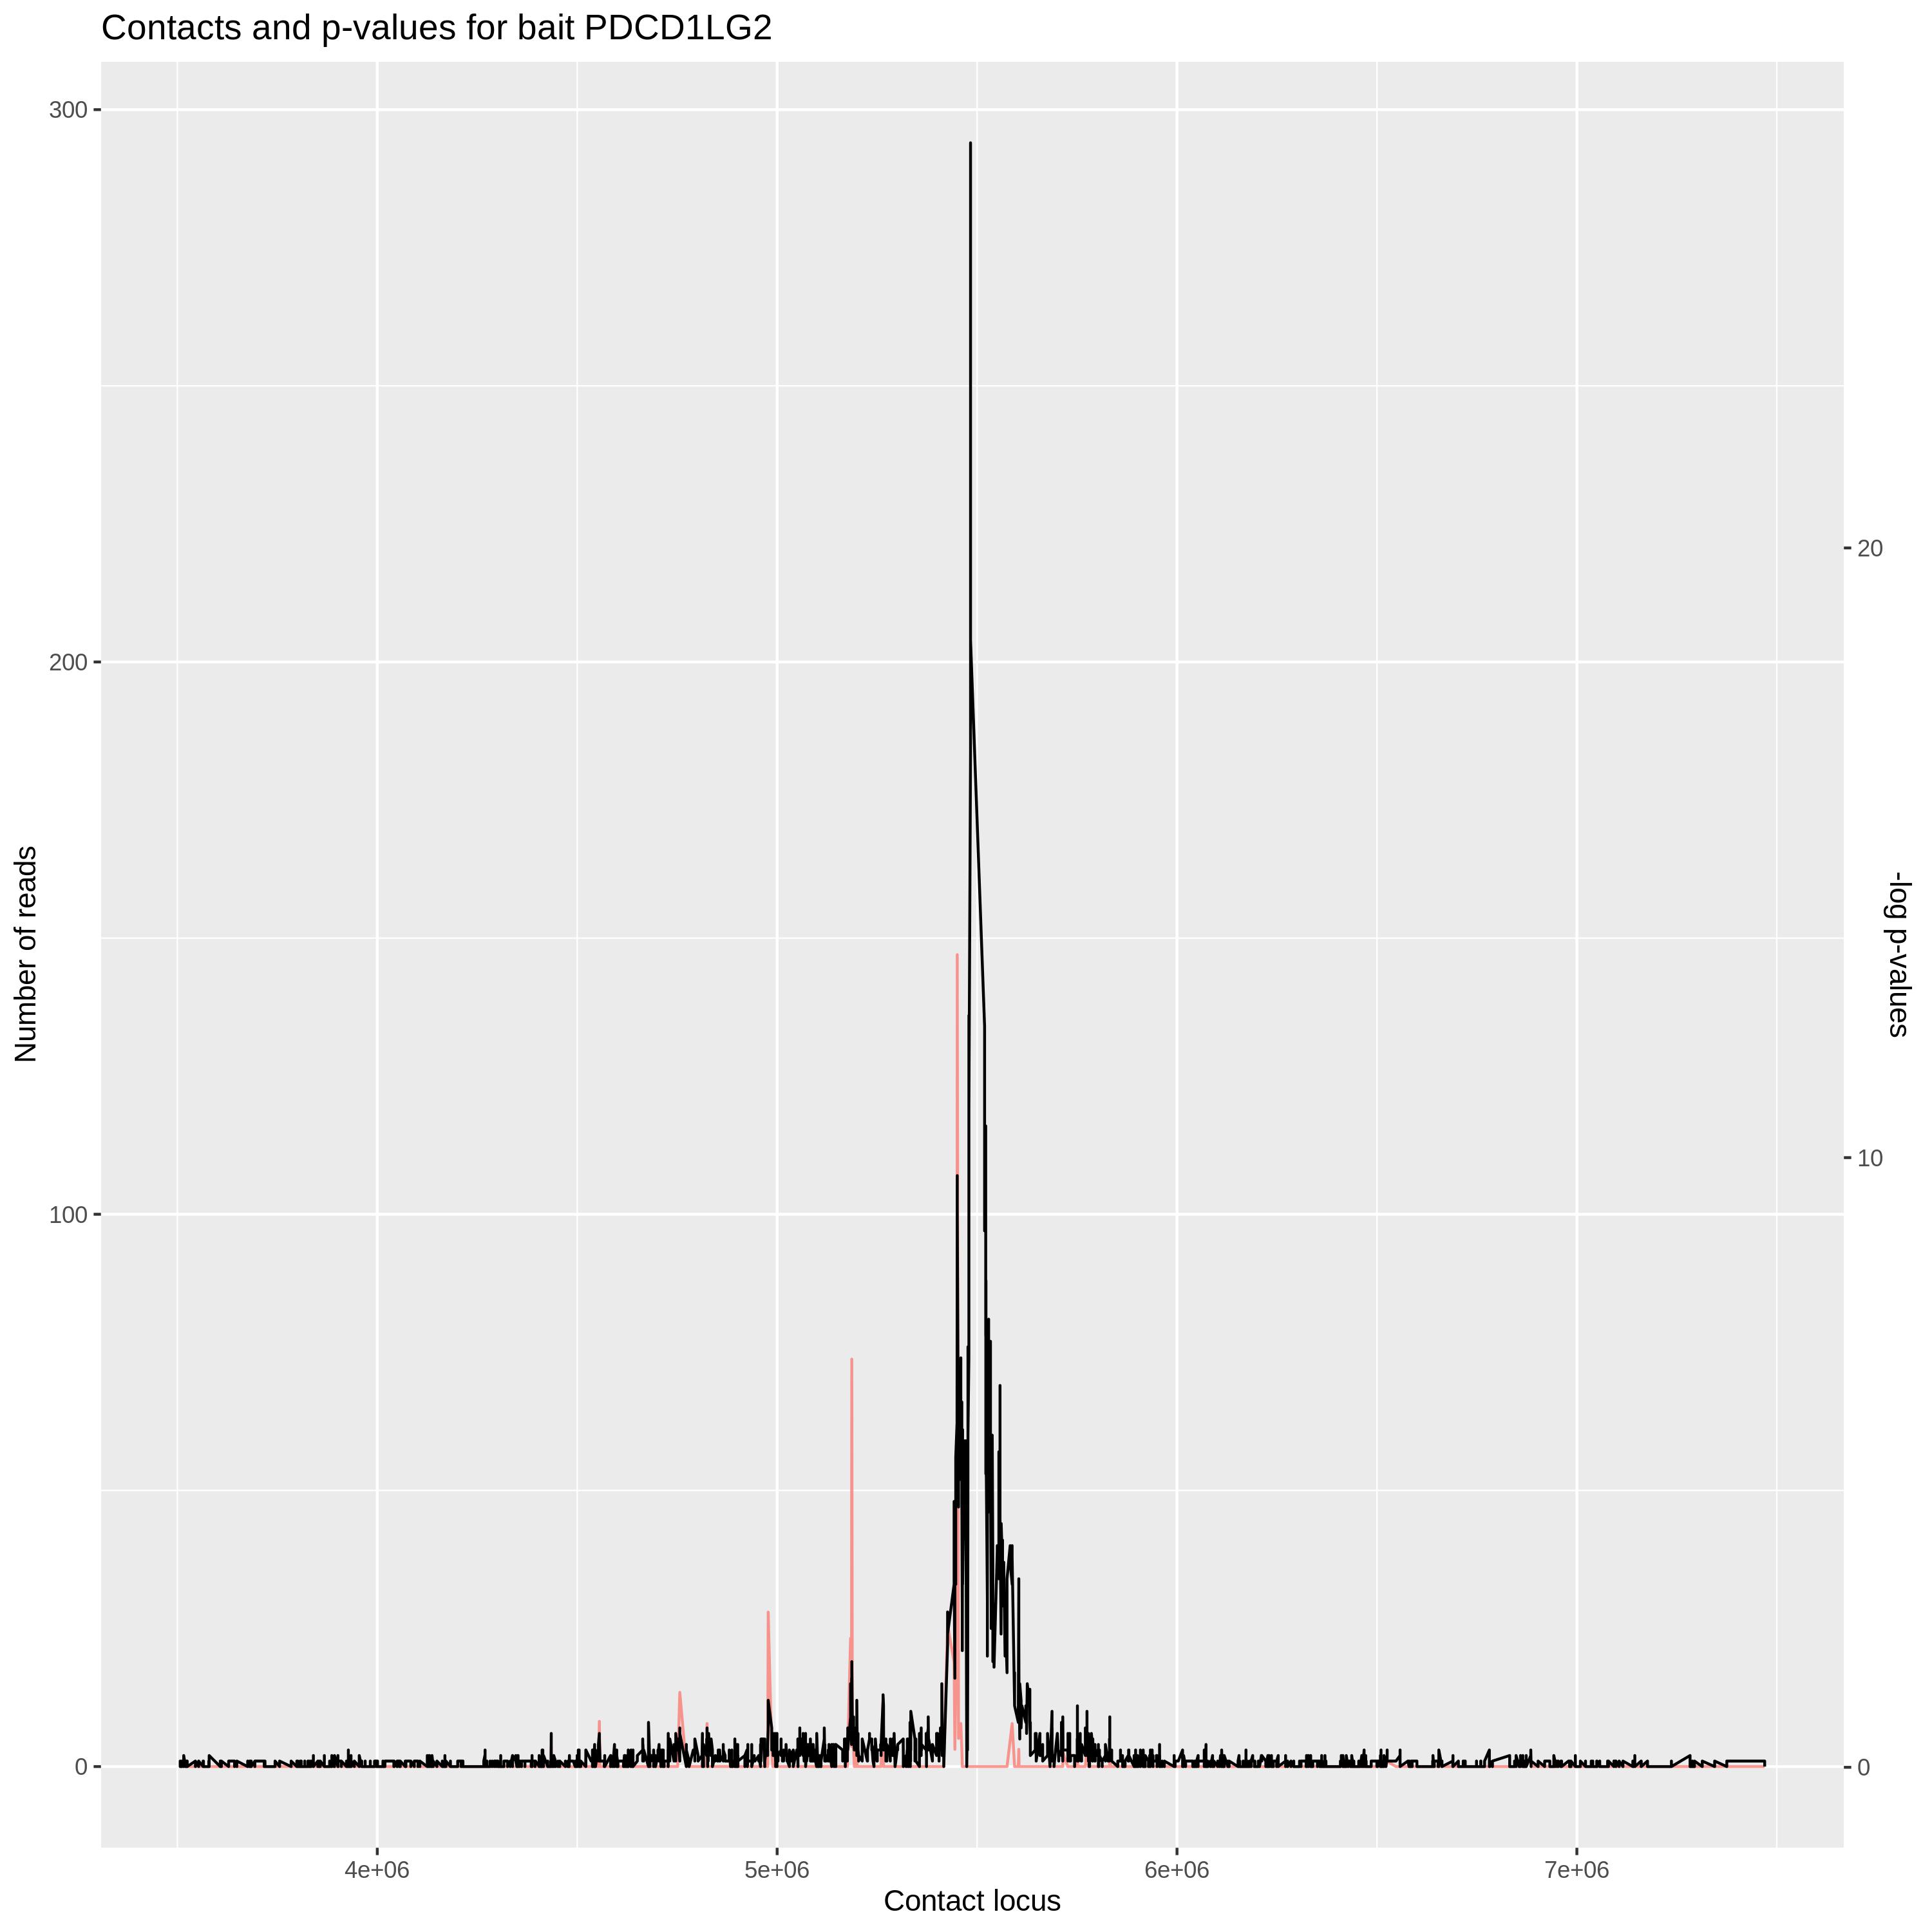 Contacts and p-values for bait PDCD1LG2
300
200
100
0
Number of reads
20
10
0
-log p-values
4e+06
5e+06
6e+06
7e+06
Contact locus